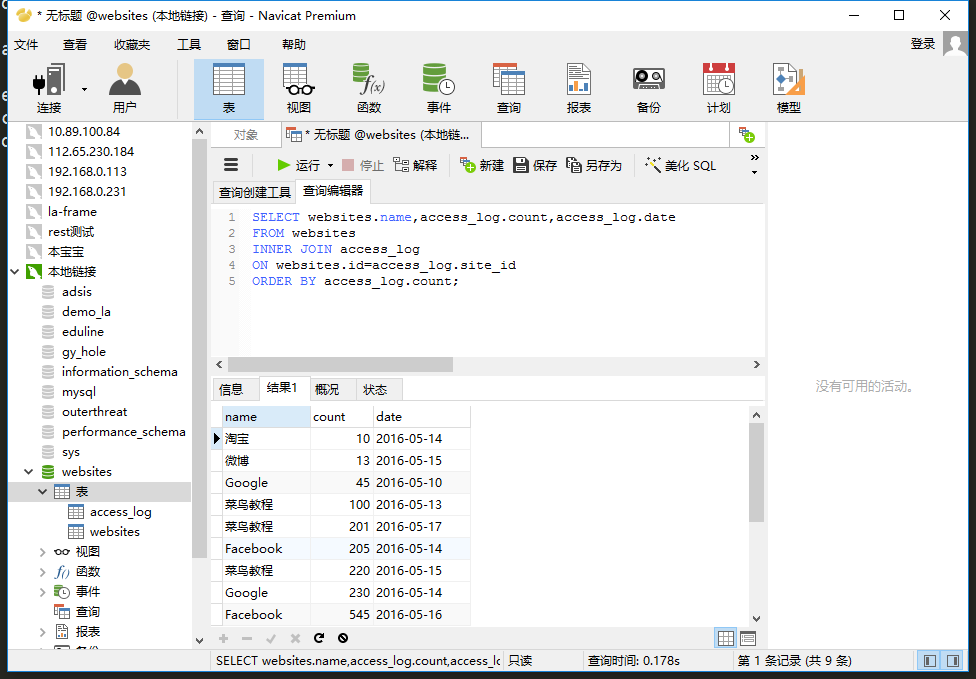 * 无标题 @websites (本地链接) - 查询 - Navicat Premium
文件 查看 收藏夹 工具 窗口 帮助 登录
连接 用户 表 视图 函数 事件 查询 报表 备份 计划 模型
10.89.100.84
112.65.230.184
192.168.0.113
192.168.0.231
la-frame
rest测试
本宝宝
本地链接
adsis
demo_la
eduline
gy_hole
information_schema
mysql
outerthreat
performance_schema
sys
websites
表
access_log
websites
视图
函数
事件
查询
报表
对象 * 无标题 @websites (本地链...
运行 停止 解释 新建 保存 另存为 美化 SQL
查询创建工具 查询编辑器
1 SELECT websites.name,access_log.count,access_log.date
2 FROM websites
3 INNER JOIN access_log
4 ON websites.id=access_log.site_id
5 ORDER BY access_log.count;
信息 结果1 概况 状态
name count date
淘宝 10 2016-05-14
微博 13 2016-05-15
Google 45 2016-05-10
菜鸟教程 100 2016-05-13
菜鸟教程 201 2016-05-17
Facebook 205 2016-05-14
菜鸟教程 220 2016-05-15
Google 230 2016-05-14
Facebook 545 2016-05-16
没有可用的活动。
SELECT websites.name,access_log.count,access_lc 只读 查询时间: 0.178s 第 1 条记录 (共 9 条)